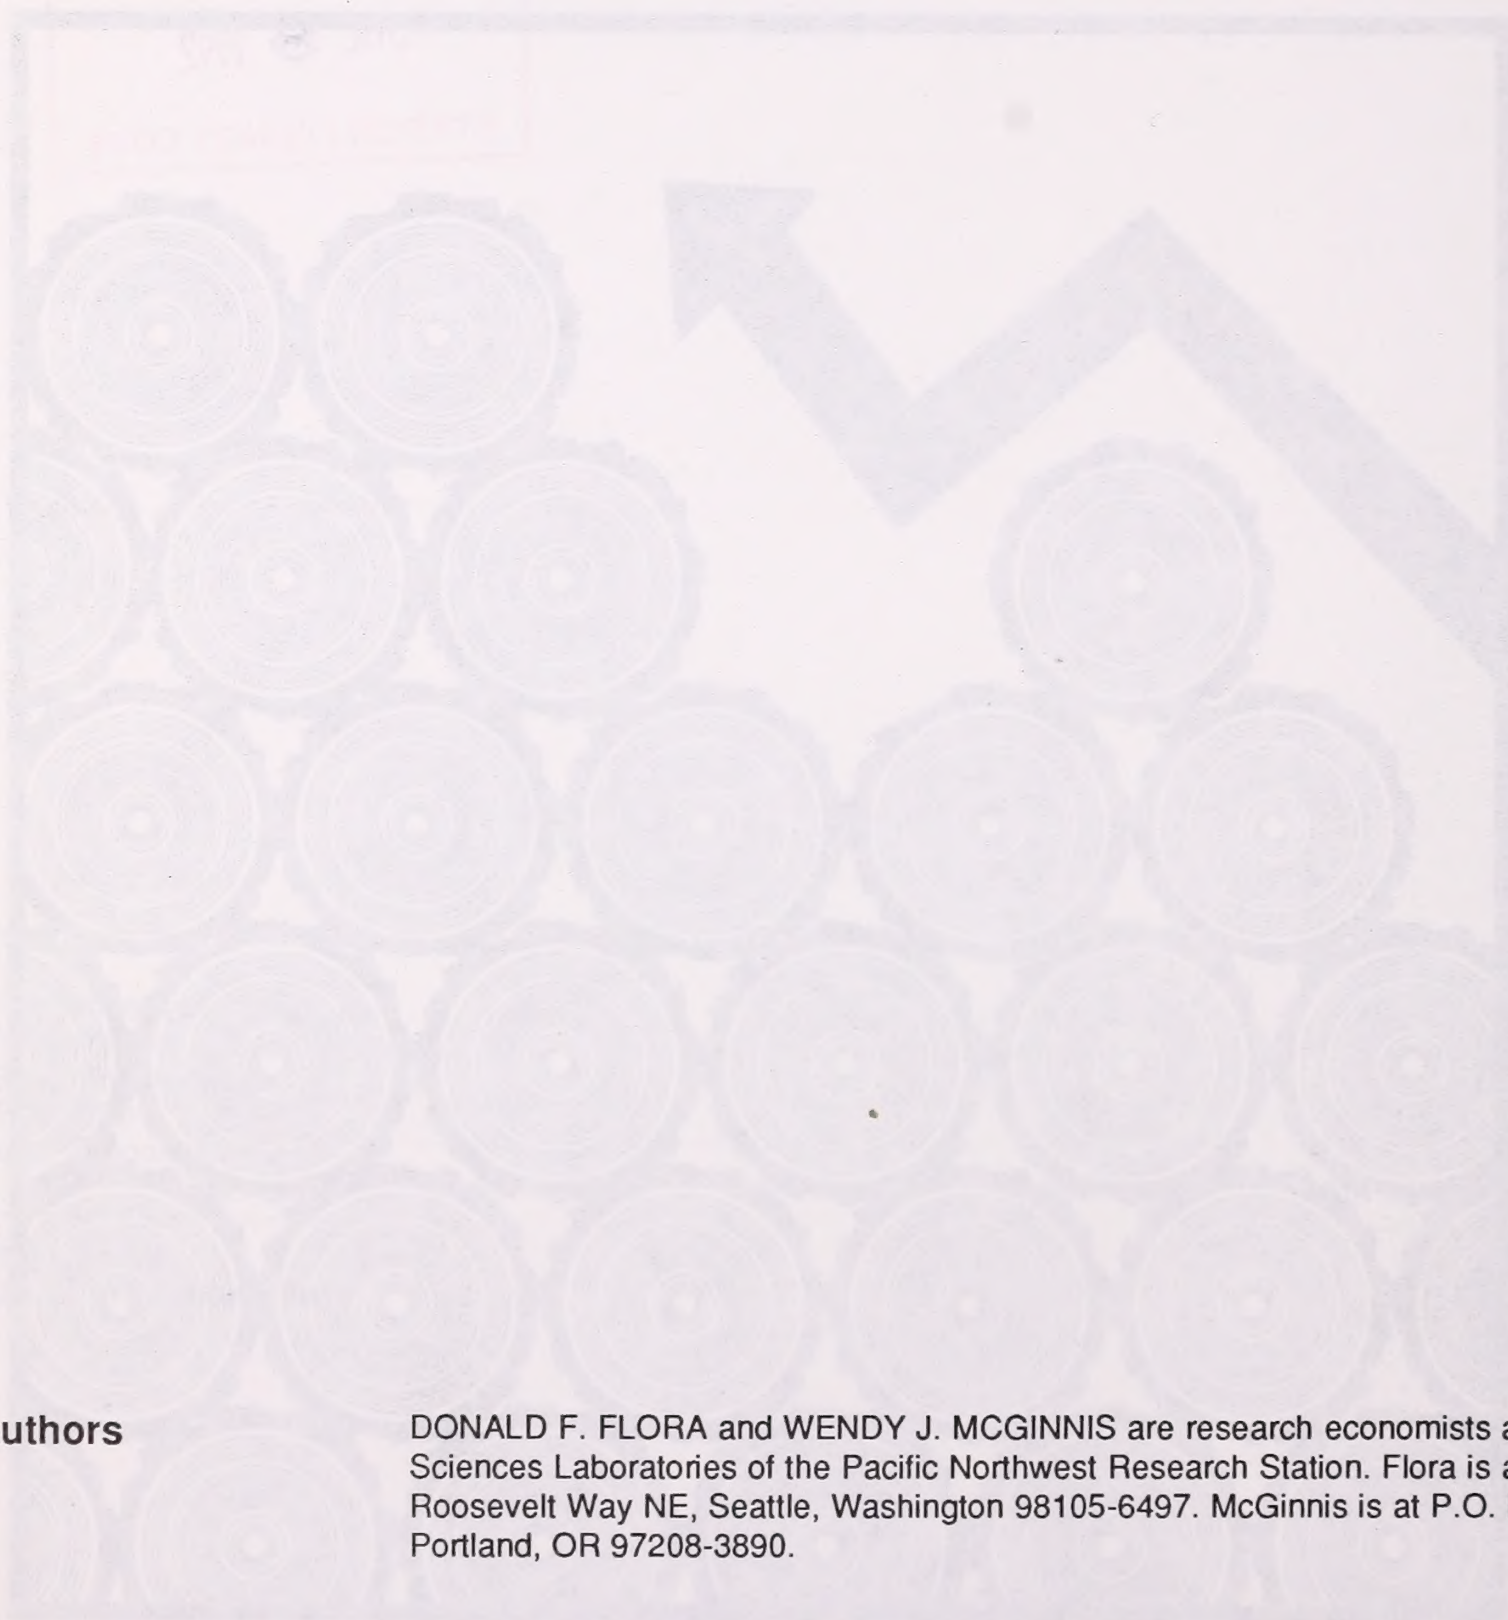 uthors
DONALD F. FLORA and WENDY J. MCGINNIS are research economists a
Sciences Laboratories of the Pacific Northwest Research Station. Flora is a
Roosevelt Way NE, Seattle, Washington 98105-6497. McGinnis is at P.O.
Portland, OR 97208-3890.